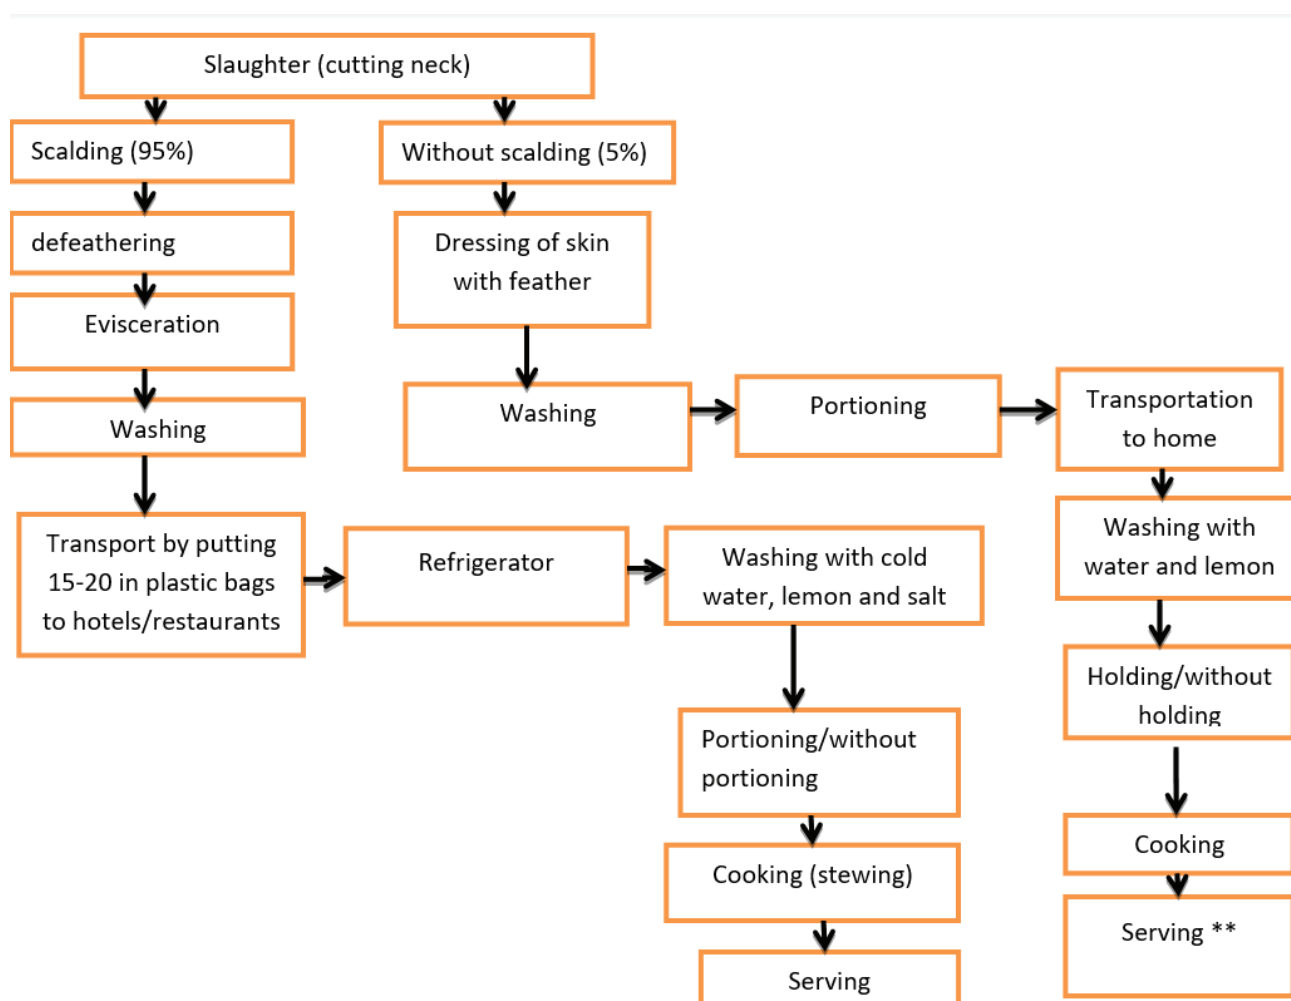 Slaughter (cutting neck)
Scalding (95%)
Without scalding (5%)
defeathering
Dressing of skin
with feather
Evisceration
Washing
Washing
Portioning
Transportation
to home
Transport by putting
15-20 in plastic bags
to hotels/restaurants
Refrigerator
Washing with cold
water, lemon and salt
Washing with
water and lemon
Holding/without
holding
Portioning/without
portioning
Cooking (stewing)
Cooking
Serving
Serving **